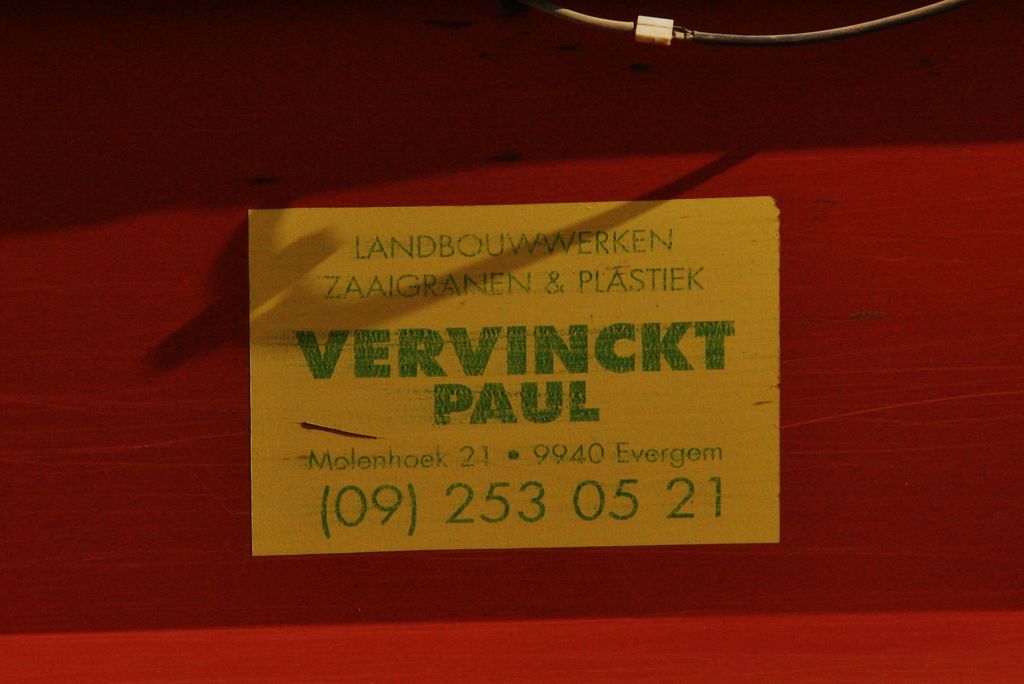 LANDBOUWWERKEN
ZAAIGRANEN & PLASTIEK
VERVINCKT
PAUL
Molenhoek 21 • 9940 Evergem
(09) 253 05 21